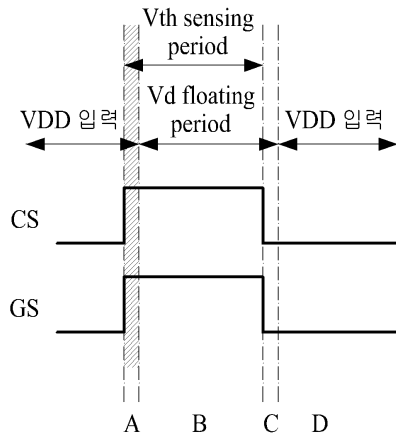 Vth sensing
period
Vd floating
period
VDD 입력
VDD 입력
CS
GS
A B C D